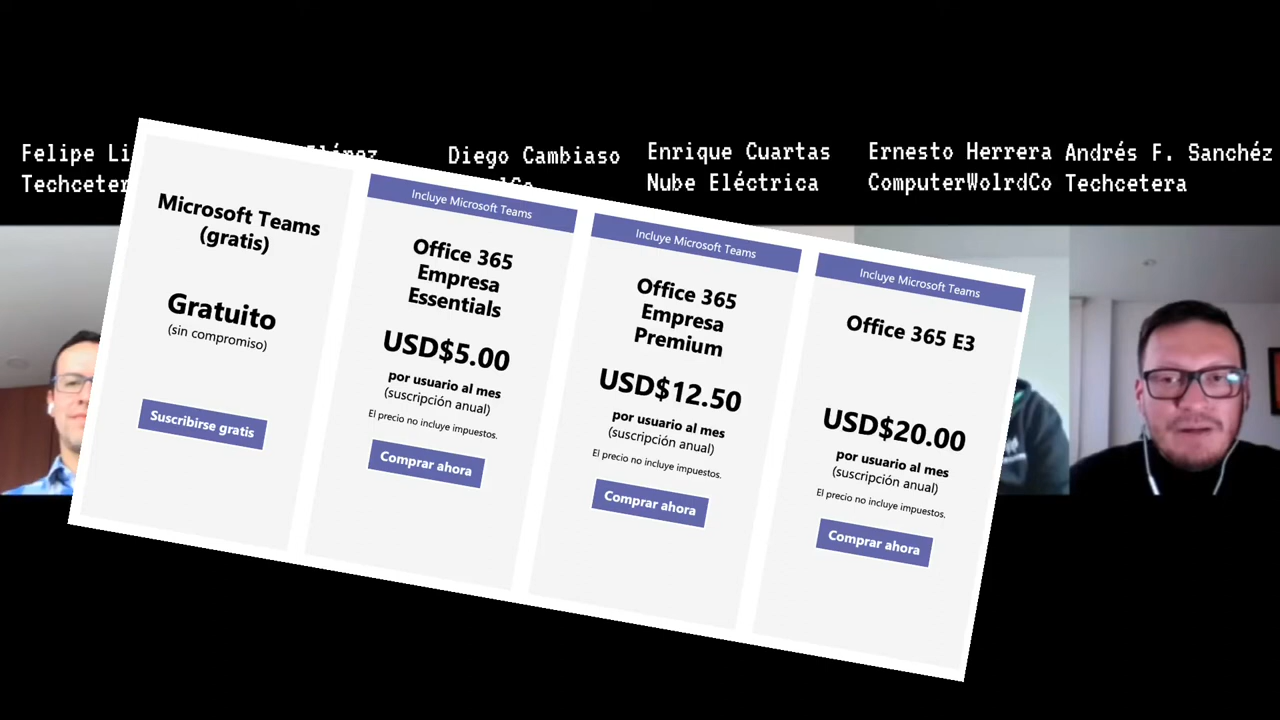 Diego Cambiaso
Enrique Cuartas
Nube Eléctrica
Ernesto Herrera
ComputerWolrdCo
Andrés F. Sanchéz
Techcetera
Felipe
Microsoft Teams
(gratis)
Gratuito
(sin compromiso)
Suscribirse gratis
Incluye Microsoft Teams
Office 365
Empresa
Essentials
USD$5.00
por usuario al mes
(suscripción anual)
El precio no incluye impuestos.
Comprar ahora
Incluye Microsoft Teams
Office 365
Empresa
Premium
USD$12.50
por usuario al mes
(suscripción anual)
El precio no incluye impuestos.
Comprar ahora
Incluye Microsoft Teams
Office 365 E3
USD$20.00
por usuario al mes
(suscripción anual)
El precio no incluye impuestos.
Comprar ahora